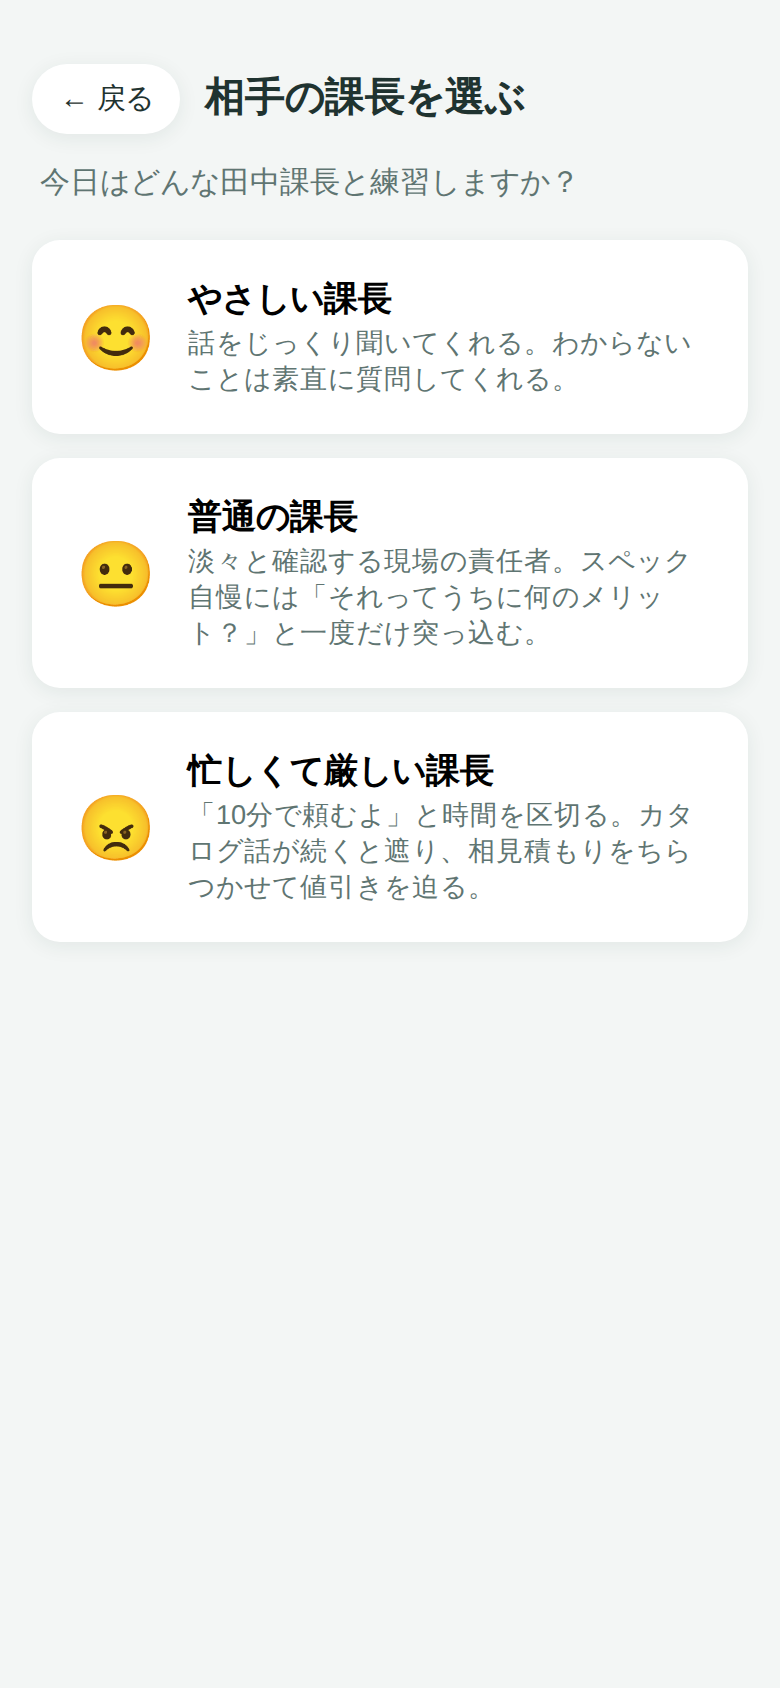 ← 戻る
相手の課長を選ぶ
今日はどんな田中課長と練習しますか？
やさしい課長
話をじっくり聞いてくれる。わからない
ことは素直に質問してくれる。
普通の課長
淡々と確認する現場の責任者。スペック
自慢には「それってうちに何のメリッ
ト？」と一度だけ突っ込む。
忙しくて厳しい課長
「10分で頼むよ」と時間を区切る。カタ
ログ話が続くと遮り、相見積もりをちら
つかせて値引きを迫る。